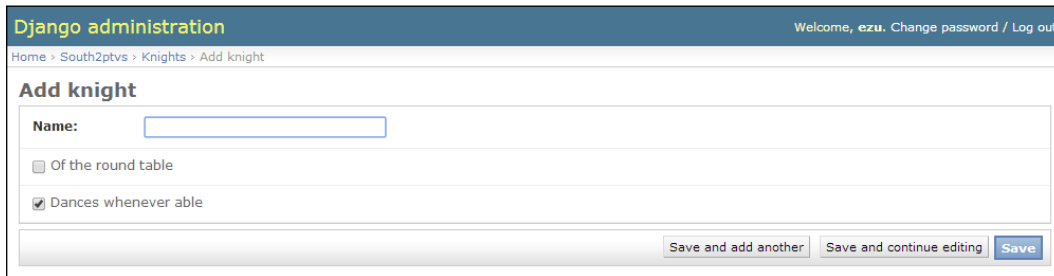 Django administration Welcome, ezu. Change password / Log out
Home › South2ptvs › Knights › Add knight
Add knight
Name:
Of the round table
Dances whenever able
Save and add another Save and continue editing Save